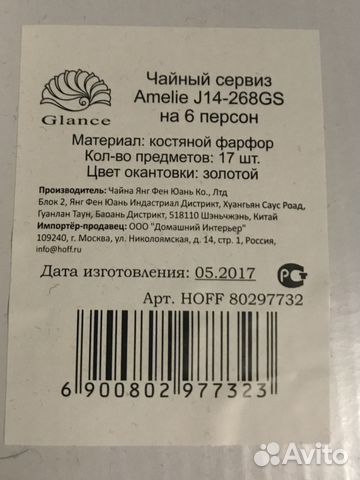 Glance
Чайный сервиз
Amelie J14-268GS
на 6 персон
Материал: костяной фарфор
Кол-во предметов: 17 шт.
Цвет окантовки: золотой
Производитель: Чайна Янг Фен Юань Ко., Лтд
Блок 2, Янг Фен Юань Индастриал Дистрикт, Хуангьян Саус Роад,
Гуанлан Таун, Баоань Дистрикт, 518110 Шэньчжэнь, Китай
Импортёр-продавец: ООО "Домашний Интерьер"
109240, г. Москва, ул. Николоямская, д. 14, стр. 1, Россия,
info@hoff.ru
Дата изготовления: 05.2017
Арт. HOFF 80297732
6 900802 977323
Avito